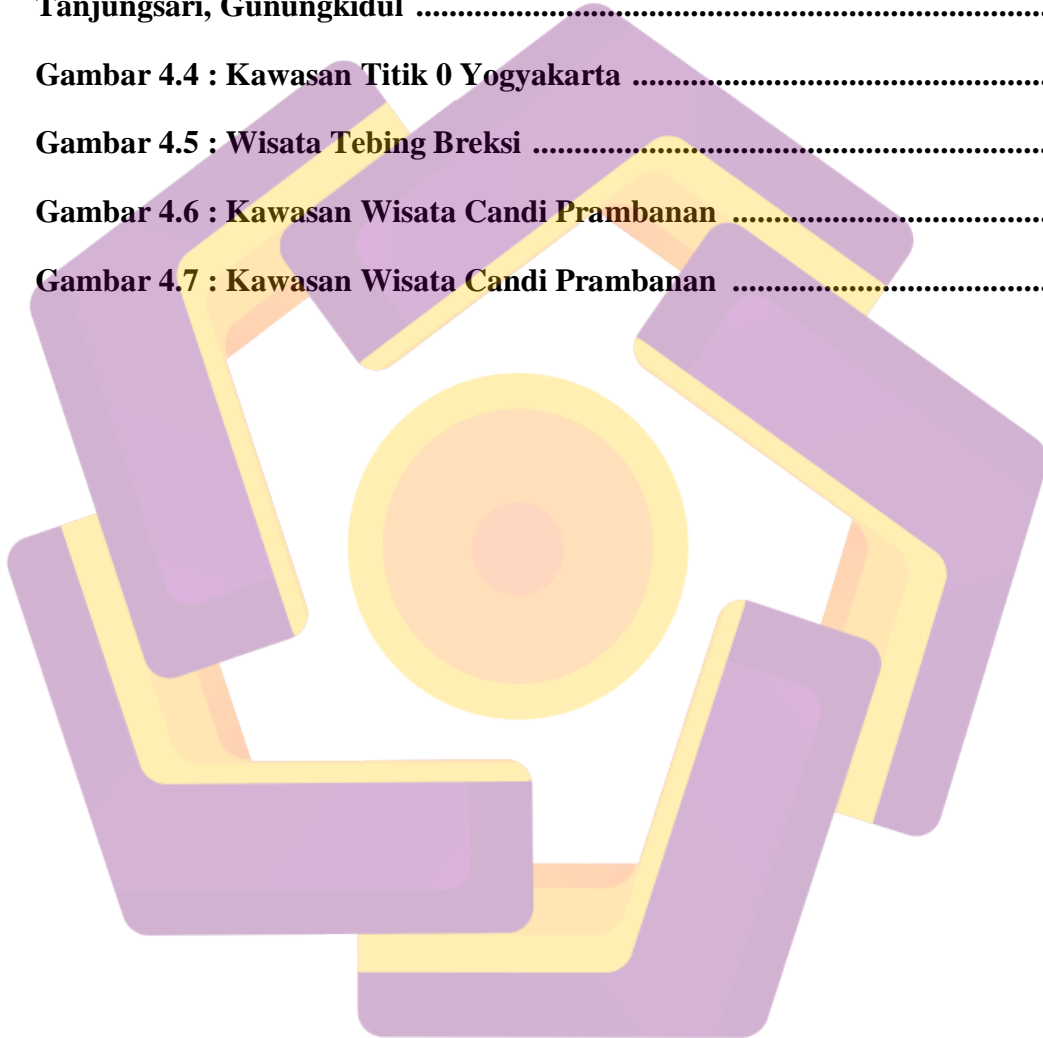 Tanjungsari, Gunungkidul ................................................................................
Gambar 4.4 : Kawasan Titik 0 Yogyakarta ....................................................
Gambar 4.5 : Wisata Tebing Breksi .................................................................
Gambar 4.6 : Kawasan Wisata Candi Prambanan .......................................
Gambar 4.7 : Kawasan Wisata Candi Prambanan .......................................